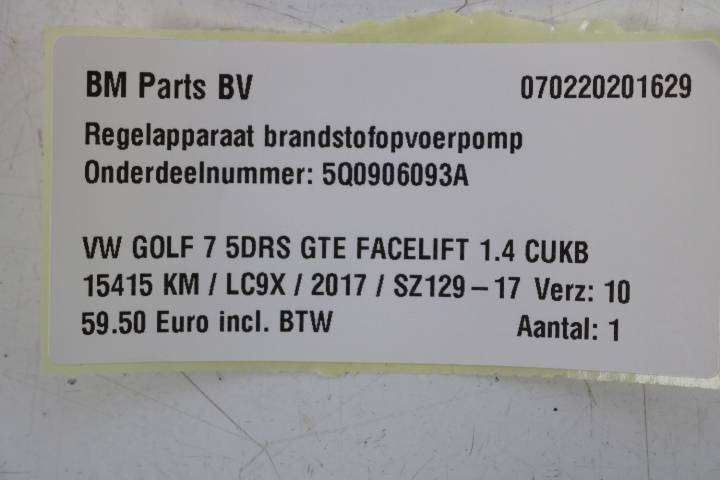 BM Parts BV 070220201629
Regelapparaat brandstofopvoerpomp
Onderdeelnummer: 5Q0906093A
VW GOLF 7 5DRS GTE FACELIFT 1.4 CUKB
15415 KM / LC9X / 2017 / SZ129-17 Verz: 10
59.50 Euro incl. BTW Aantal: 1